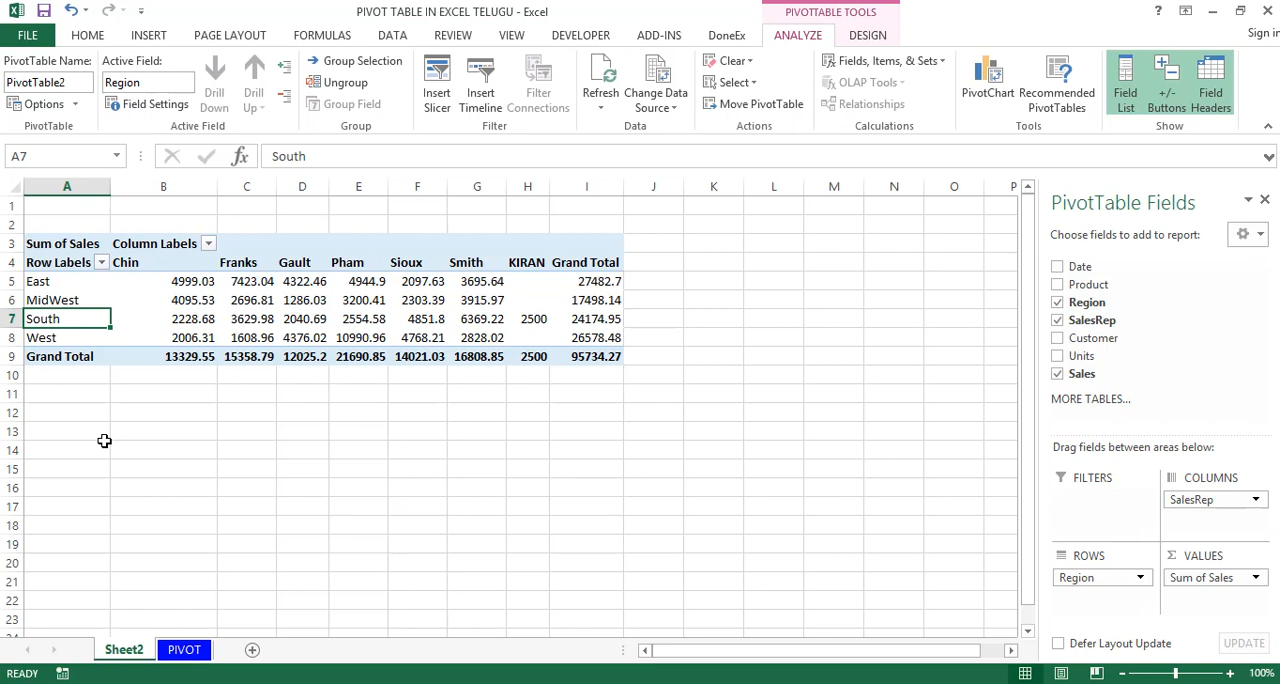 PIVOT TABLE IN EXCEL TELUGU - Excel
PIVOTTABLE TOOLS
?
FILE HOME INSERT PAGE LAYOUT FORMULAS DATA REVIEW VIEW DEVELOPER ADD-INS DoneEx ANALYZE DESIGN
Sign in
PivotTable Name:
PivotTable2
Options
PivotTable
Active Field:
Region
Field Settings
Drill Down
Drill Up
Active Field
Group Selection
Ungroup
Group Field
Group
Insert Slicer
Insert Timeline
Filter Connections
Filter
Refresh
Change Data Source
Data
Clear
Select
Move PivotTable
Actions
Fields, Items, & Sets
OLAP Tools
Relationships
Calculations
PivotChart
Recommended PivotTables
Tools
Field List
+/- Buttons
Field Headers
Show
A7 fx South
A B C D E F G H I J K L M N O P
1
2
3 Sum of Sales Column Labels
4 Row Labels Chin Franks Gault Pham Sioux Smith KIRAN Grand Total
5 East 4999.03 7423.04 4322.46 4944.9 2097.63 3695.64 27482.7
6 MidWest 4095.53 2696.81 1286.03 3200.41 2303.39 3915.97 17498.14
7 South 2228.68 3629.98 2040.69 2554.58 4851.8 6369.22 2500 24174.95
8 West 2006.31 1608.96 4376.02 10990.96 4768.21 2828.02 26578.48
9 Grand Total 13329.55 15358.79 12025.2 21690.85 14021.03 16808.85 2500 95734.27
10
11
12
13
14
15
16
17
18
19
20
21
22
23
PivotTable Fields
Choose fields to add to report:
Date
Product
Region
SalesRep
Customer
Units
Sales
MORE TABLES...
Drag fields between areas below:
FILTERS
COLUMNS
SalesRep
ROWS
Region
Σ VALUES
Sum of Sales
Defer Layout Update UPDATE
Sheet2 PIVOT
READY
100%